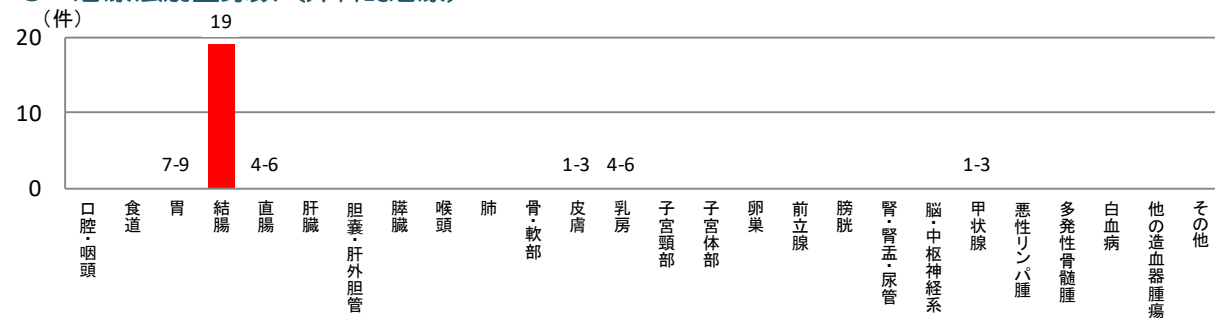 （件）
19
20
10
0
7-9
4-6
1-3
4-6
1-3
口腔・咽頭
食道
胃
結腸
直腸
肝臓
胆嚢・肝外胆管
膵臓
喉頭
肺
骨・軟部
皮膚
乳房
子宮頸部
子宮体部
卵巣
前立腺
膀胱
腎・腎盂・尿管
脳・中枢神経系
甲状腺
悪性リンパ腫
多発性骨髄腫
白血病
他の造血器腫瘍
その他